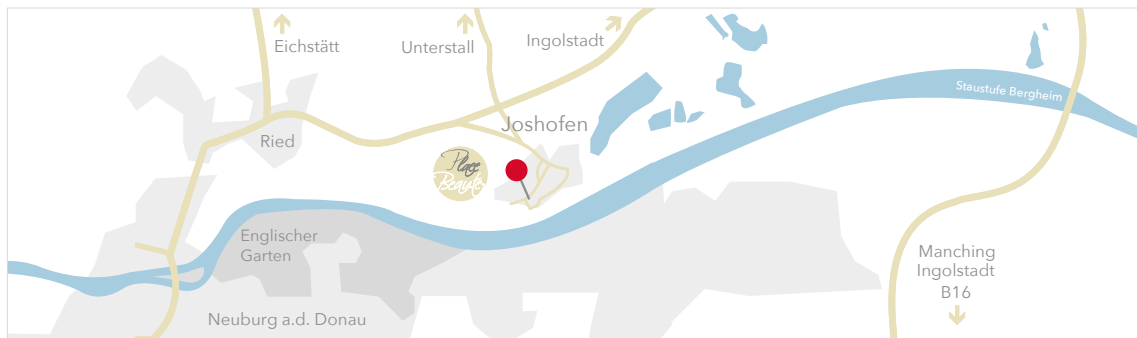 Eichstätt
Unterstall
Ingolstadt
Staustufe Bergheim
Joshofen
Ried
Place
Beauté
Englischer
Garten
Manching
Ingolstadt
B16
Neuburg a.d. Donau